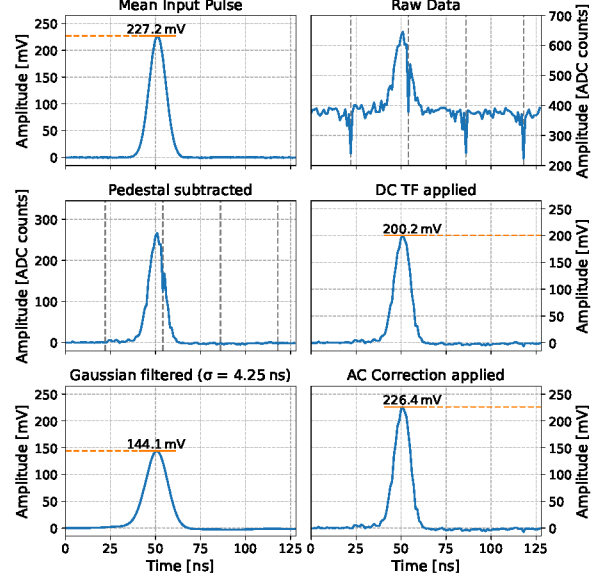 Mean Input Pulse
Raw Data
250
200
150
100
50
0
Amplitude [mV]
227.2 mV
700
600
500
400
300
200
Amplitude [ADC counts]
Pedestal subtracted
DC TF applied
300
200
100
0
Amplitude [ADC counts]
200.2 mV
250
200
150
100
50
0
Amplitude [mV]
Gaussian filtered (σ = 4.25 ns)
AC Correction applied
250
200
150
100
50
0
Amplitude [mV]
144.1 mV
226.4 mV
250
200
150
100
50
0
Amplitude [mV]
0 25 50 75 100 125
0 25 50 75 100 125
Time [ns]
Time [ns]